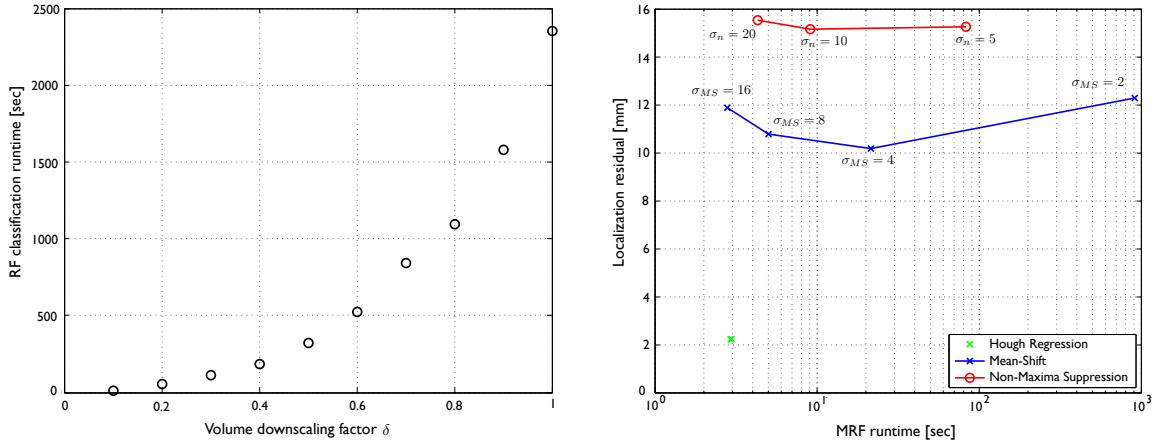 RF classification runtime [sec]
2500
2000
1500
1000
500
0
0
0.2
0.4
0.6
0.8
1
Volume downscaling factor δ
Localization residual [mm]
16
14
12
10
8
6
4
2
0
σn = 20
σn = 10
σn = 5
σMS = 16
σMS = 8
σMS = 4
σMS = 2
Hough Regression
Mean-Shift
Non-Maxima Suppression
10^0
10^1
10^2
10^3
MRF runtime [sec]